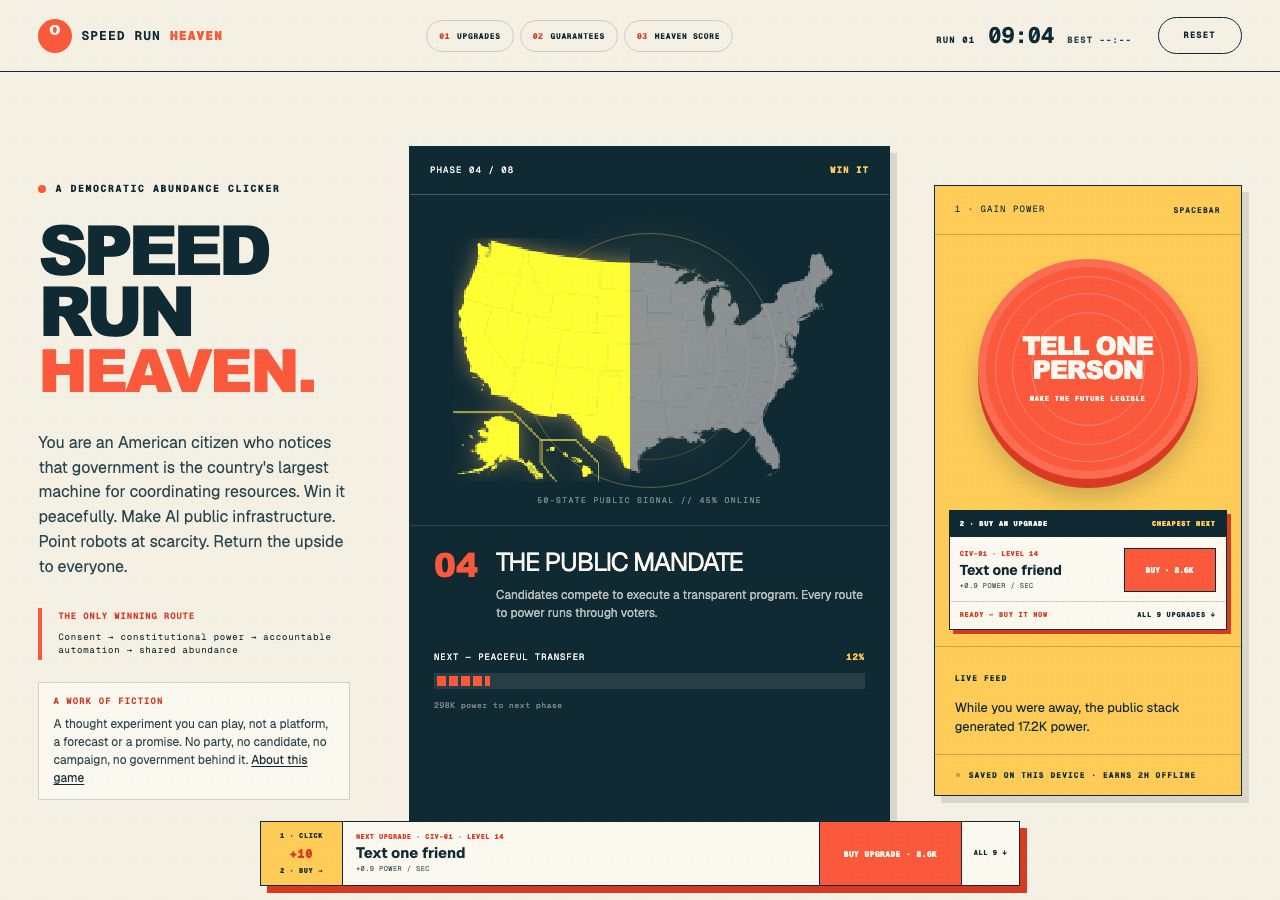 SPEED RUN HEAVEN
01 UPGRADES
02 GUARANTEES
03 HEAVEN SCORE
RUN 01 09:04 BEST --:--
RESET
A DEMOCRATIC ABUNDANCE CLICKER
SPEED
RUN
HEAVEN.
You are an American citizen who notices
that government is the country's largest
machine for coordinating resources. Win it
peacefully. Make AI public infrastructure.
Point robots at scarcity. Return the upside
to everyone.
THE ONLY WINNING ROUTE
Consent → constitutional power → accountable
automation → shared abundance
A WORK OF FICTION
A thought experiment you can play, not a platform,
a forecast or a promise. No party, no candidate, no
campaign, no government behind it. About this
game
PHASE 04 / 08
WIN IT
50-STATE PUBLIC SIGNAL // 45% ONLINE
04 THE PUBLIC MANDATE
Candidates compete to execute a transparent program. Every route
to power runs through voters.
NEXT — PEACEFUL TRANSFER
12%
298K power to next phase
1 · GAIN POWER
SPACEBAR
TELL ONE
PERSON
MAKE THE FUTURE LEGIBLE
2 · BUY AN UPGRADE
CHEAPEST NEXT
CIV-01 · LEVEL 14
Text one friend
+0.9 POWER / SEC
BUY · 8.6K
READY — BUY IT NOW
ALL 9 UPGRADES ↓
LIVE FEED
While you were away, the public stack
generated 17.2K power.
SAVED ON THIS DEVICE · EARNS 2H OFFLINE
1 · CLICK
+10
2 · BUY →
NEXT UPGRADE · CIV-01 · LEVEL 14
Text one friend
+0.9 POWER / SEC
BUY UPGRADE · 8.6K
ALL 9 ↓